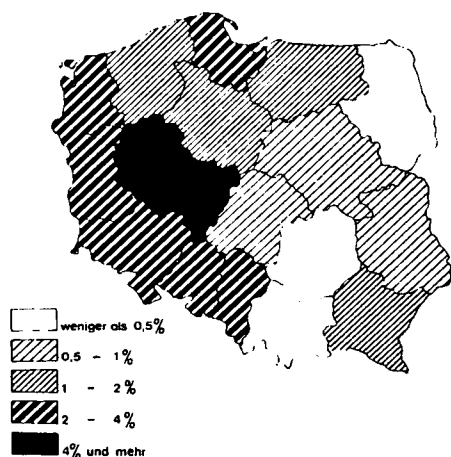 weniger als 0,5%
0,5 - 1%
1 - 2%
2 - 4%
4% und mehr